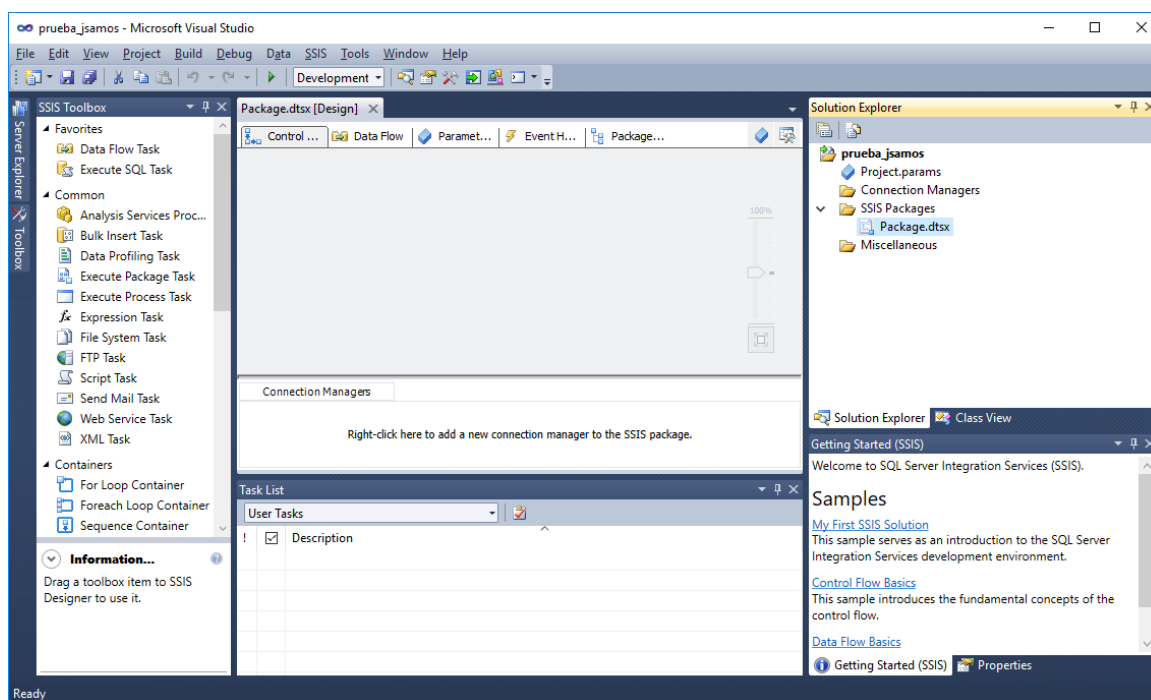 prueba_jsamos - Microsoft Visual Studio
File Edit View Project Build Debug Data SSIS Tools Window Help
Development
Server Explorer
Toolbox
SSIS Toolbox
Favorites
Data Flow Task
Execute SQL Task
Common
Analysis Services Proc...
Bulk Insert Task
Data Profiling Task
Execute Package Task
Execute Process Task
fx Expression Task
File System Task
FTP Task
Script Task
Send Mail Task
Web Service Task
XML Task
Containers
For Loop Container
Foreach Loop Container
Sequence Container
Information...
Drag a toolbox item to SSIS
Designer to use it.
Package.dtsx [Design]
Control ... Data Flow Paramet... Event H... Package...
100%
Connection Managers
Right-click here to add a new connection manager to the SSIS package.
Task List
User Tasks
! Description
Solution Explorer
prueba_jsamos
Project.params
Connection Managers
SSIS Packages
Package.dtsx
Miscellaneous
Solution Explorer Class View
Getting Started (SSIS)
Welcome to SQL Server Integration Services (SSIS).
Samples
My First SSIS Solution
This sample serves as an introduction to the SQL Server
Integration Services development environment.
Control Flow Basics
This sample introduces the fundamental concepts of the
control flow.
Data Flow Basics
Getting Started (SSIS) Properties
Ready